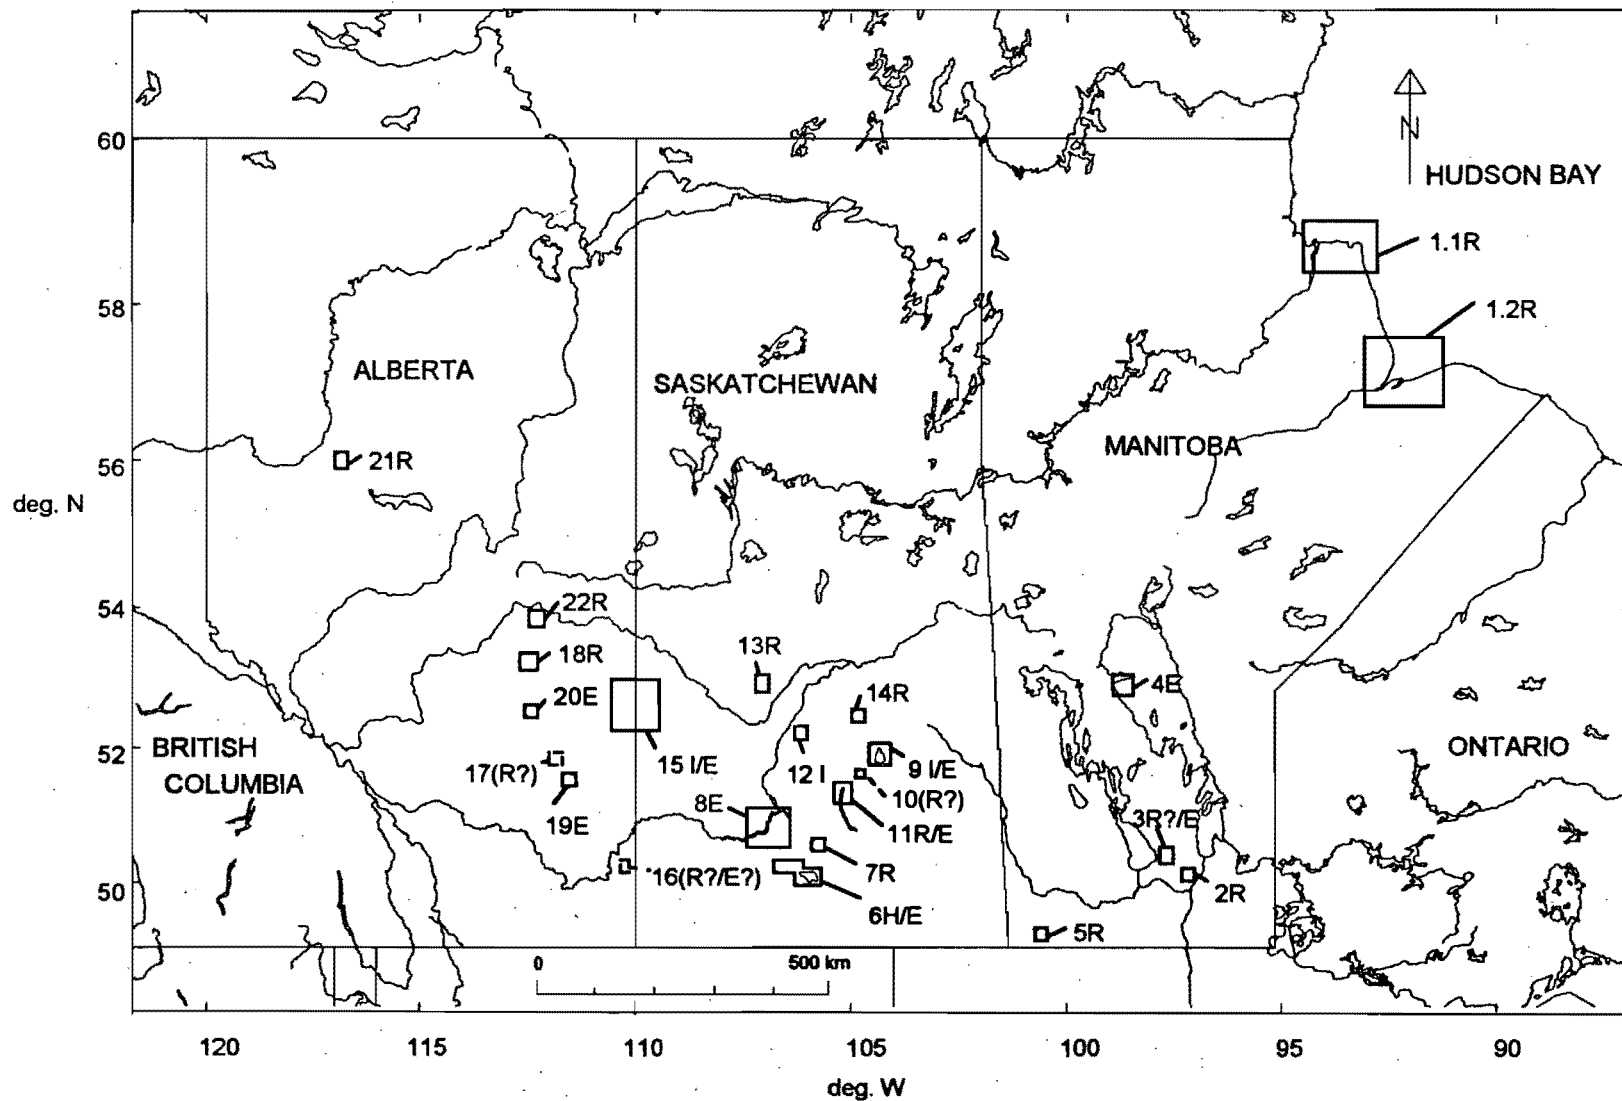 60
N
HUDSON BAY
1.1R
58
1.2R
ALBERTA
SASKATCHEWAN
MANITOBA
56
21R
deg. N
54
22R
18R
13R
20E
14R
4E
52
BRITISH
COLUMBIA
17(R?)
15 I/E
12 I
9 I/E
ONTARIO
10(R?)
19E
8E
11R/E
3R?/E
50
16(R?/E?)
7R
2R
6H/E
5R
0
500 km
120
115
110
105
100
95
90
deg. W